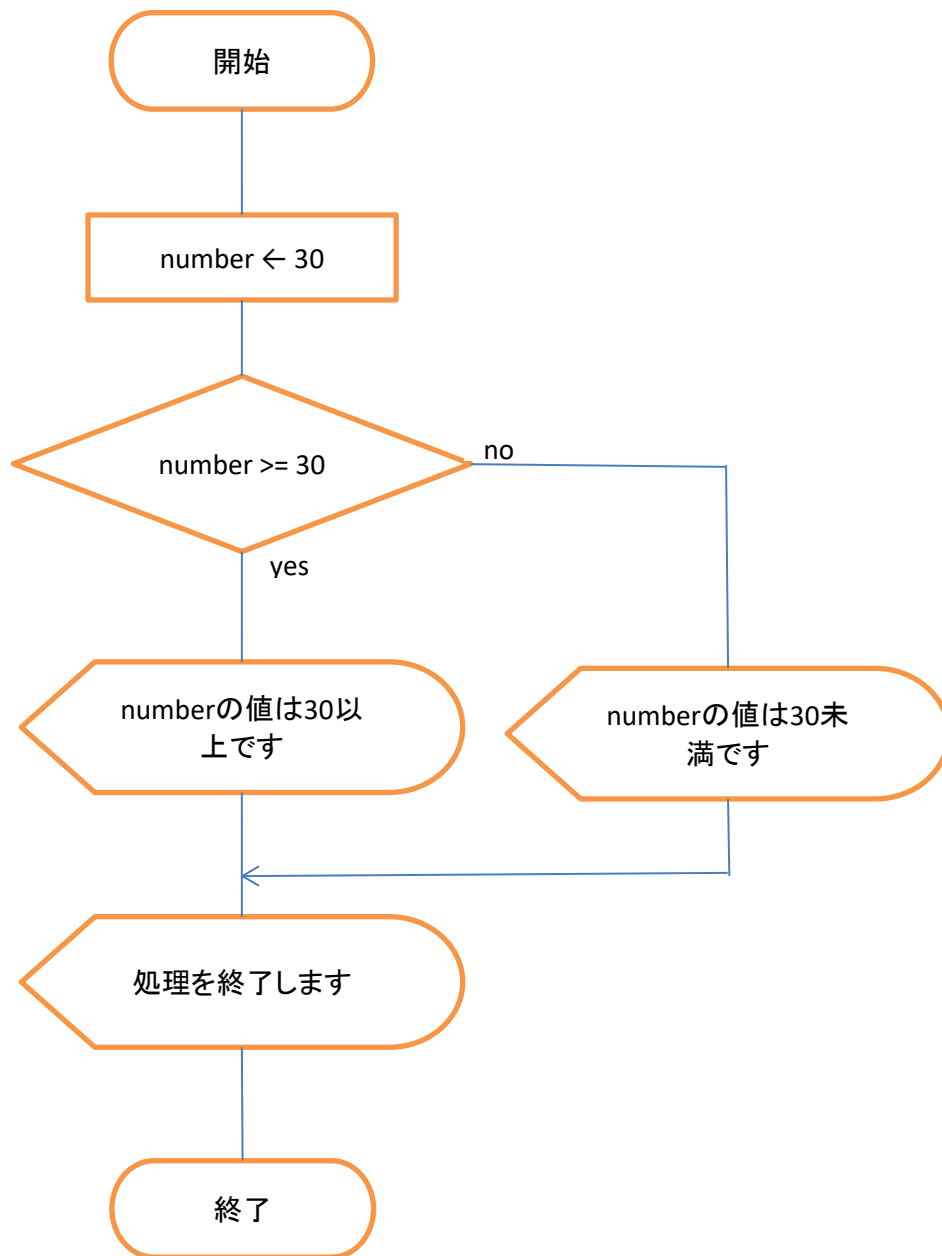 開始
number ← 30
number >= 30
no
yes
numberの値は30以
上です
numberの値は30未
満です
処理を終了します
終了